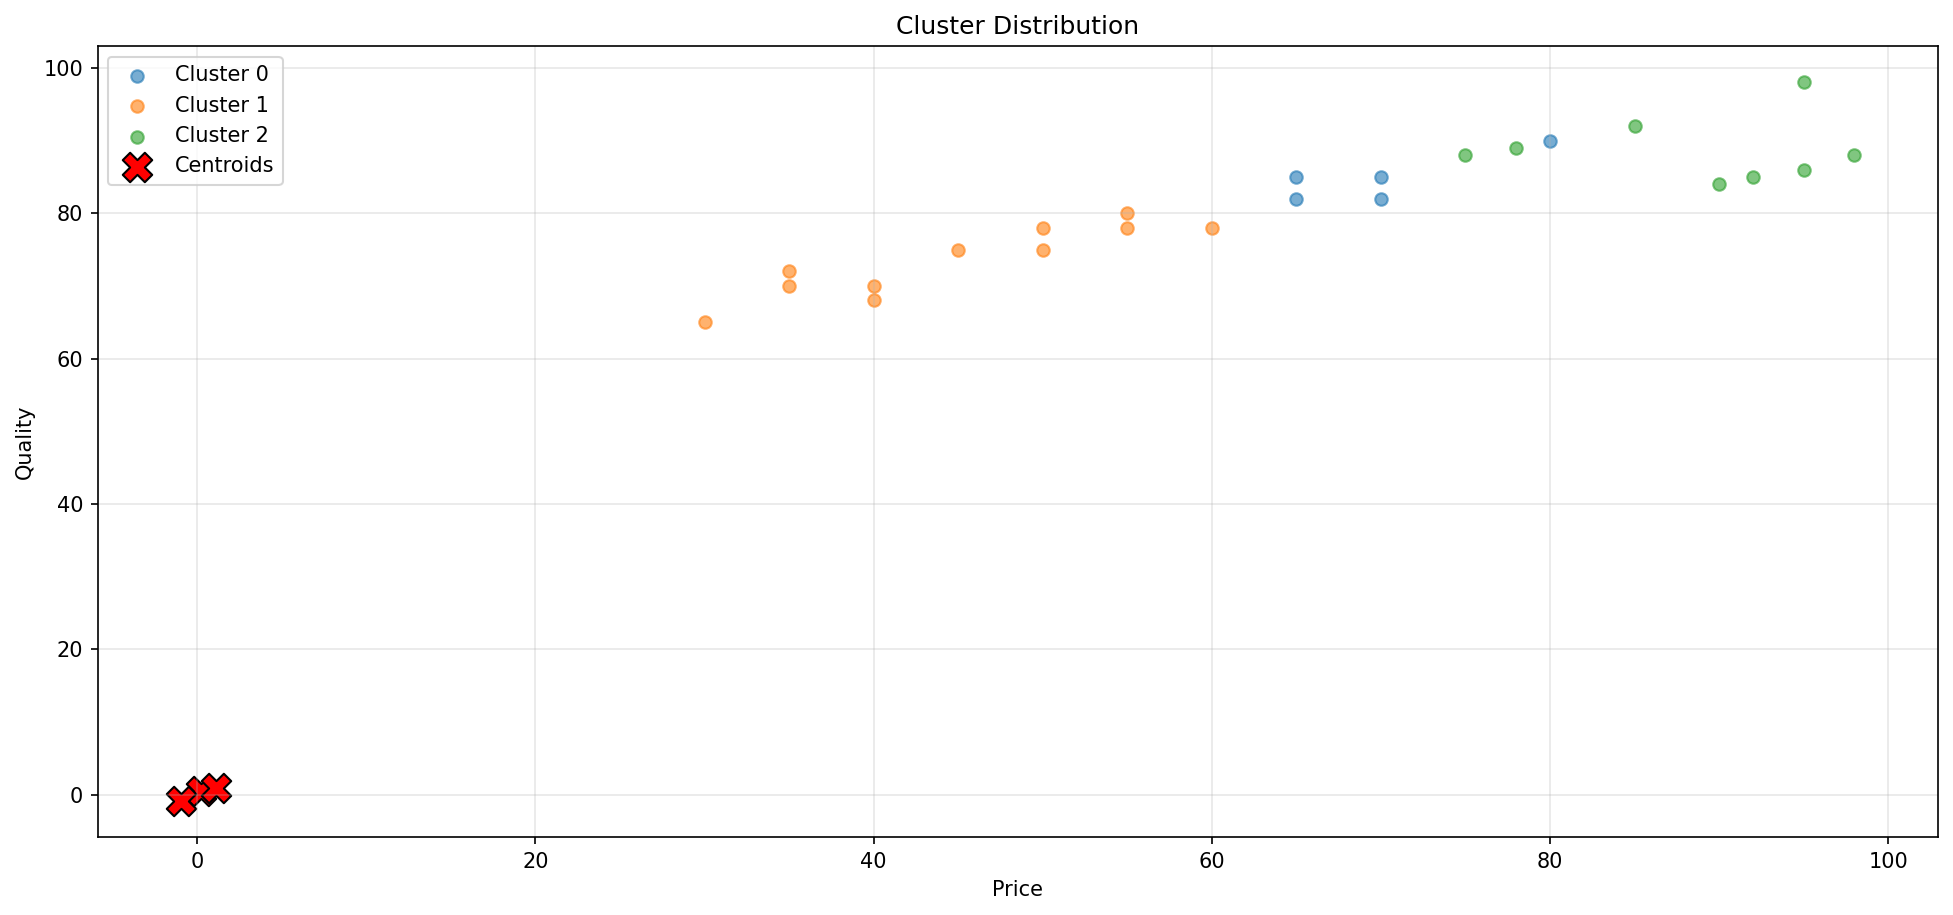 Cluster Distribution
Cluster 0
Cluster 1
Cluster 2
Centroids
100
80
60
40
20
0
Quality
0 20 40 60 80 100
Price